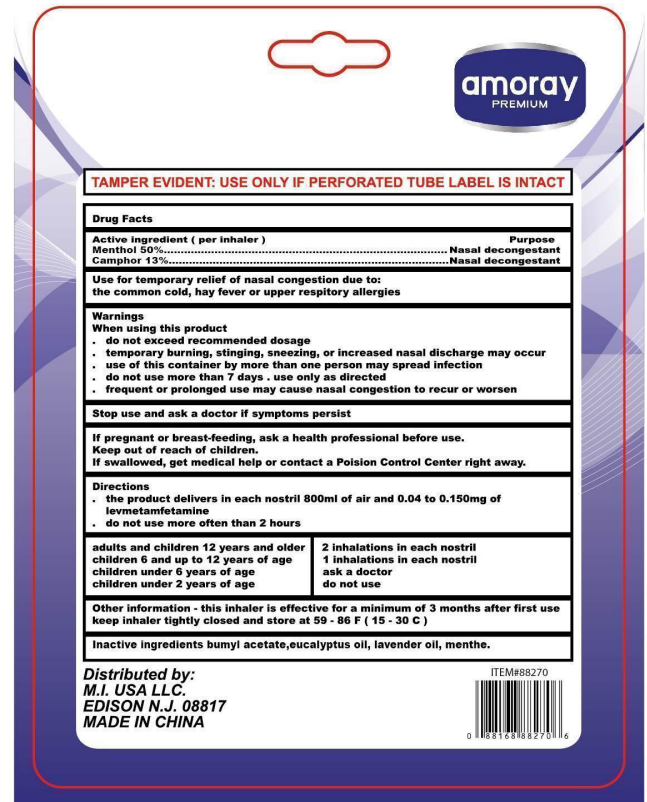 amoray
PREMIUM
TAMPER EVIDENT: USE ONLY IF PERFORATED TUBE LABEL IS INTACT
Drug Facts
Active ingredient ( per inhaler ) Purpose
Menthol 50%....................Nasal decongestant
Camphor 13%....................Nasal decongestant
Use for temporary relief of nasal congestion due to:
the common cold, hay fever or upper respitory allergies
Warnings
When using this product
. do not exceed recommended dosage
. temporary burning, stinging, sneezing, or increased nasal discharge may occur
. use of this container by more than one person may spread infection
. do not use more than 7 days . use only as directed
. frequent or prolonged use may cause nasal congestion to recur or worsen
Stop use and ask a doctor if symptoms persist
If pregnant or breast-feeding, ask a health professional before use.
Keep out of reach of children.
If swallowed, get medical help or contact a Poision Control Center right away.
Directions
. the product delivers in each nostril 800ml of air and 0.04 to 0.150mg of
levmetamfetamine
. do not use more often than 2 hours
adults and children 12 years and older 2 inhalations in each nostril
children 6 and up to 12 years of age 1 inhalations in each nostril
children under 6 years of age ask a doctor
children under 2 years of age do not use
Other information - this inhaler is effective for a minimum of 3 months after first use
keep inhaler tightly closed and store at 59 - 86 F ( 15 - 30 C )
Inactive ingredients bumyl acetate,eucalyptus oil, lavender oil, menthe.
Distributed by:
M.I. USA LLC.
EDISON N.J. 08817
MADE IN CHINA
ITEM#88270
0 88168 88270 6